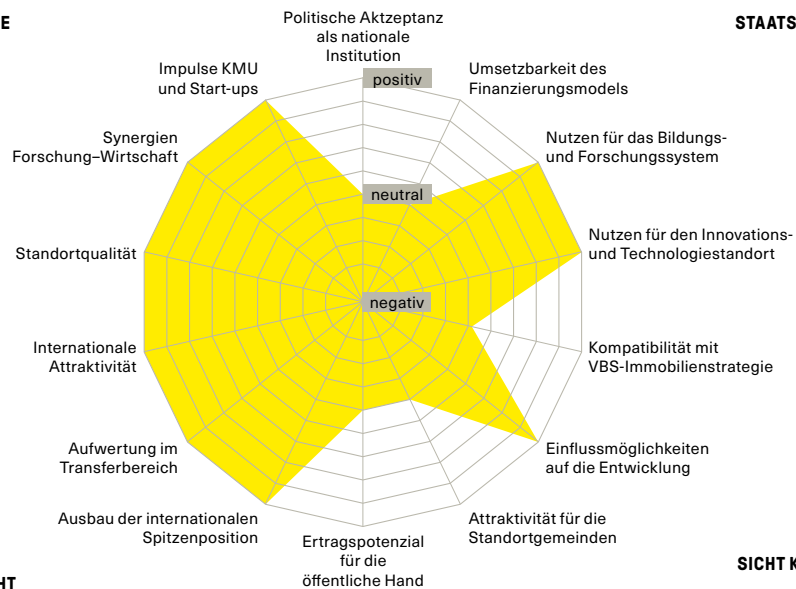 E
STAATS
Politische Aktzeptanz
als nationale
Institution
positiv
Umsetzbarkeit des
Finanzierungsmodels
Nutzen für das Bildungs-
und Forschungssystem
neutral
Nutzen für den Innovations-
und Technologiestandort
negativ
Kompatibilität mit
VBS-Immobilienstrategie
Einflussmöglichkeiten
auf die Entwicklung
Attraktivität für die
Standortgemeinden
Ertragspotenzial
für die
öffentliche Hand
Ausbau der internationalen
Spitzenposition
Aufwertung im
Transferbereich
Internationale
Attraktivität
Standortqualität
Synergien
Forschung–Wirtschaft
Impulse KMU
und Start-ups
HT
SICHT K